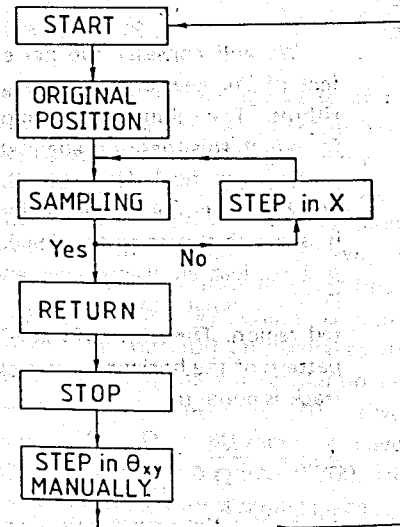 START
ORIGINAL
POSITION
SAMPLING
STEP in X
Yes
No
RETURN
STOP
STEP in θxy
MANUALLY.